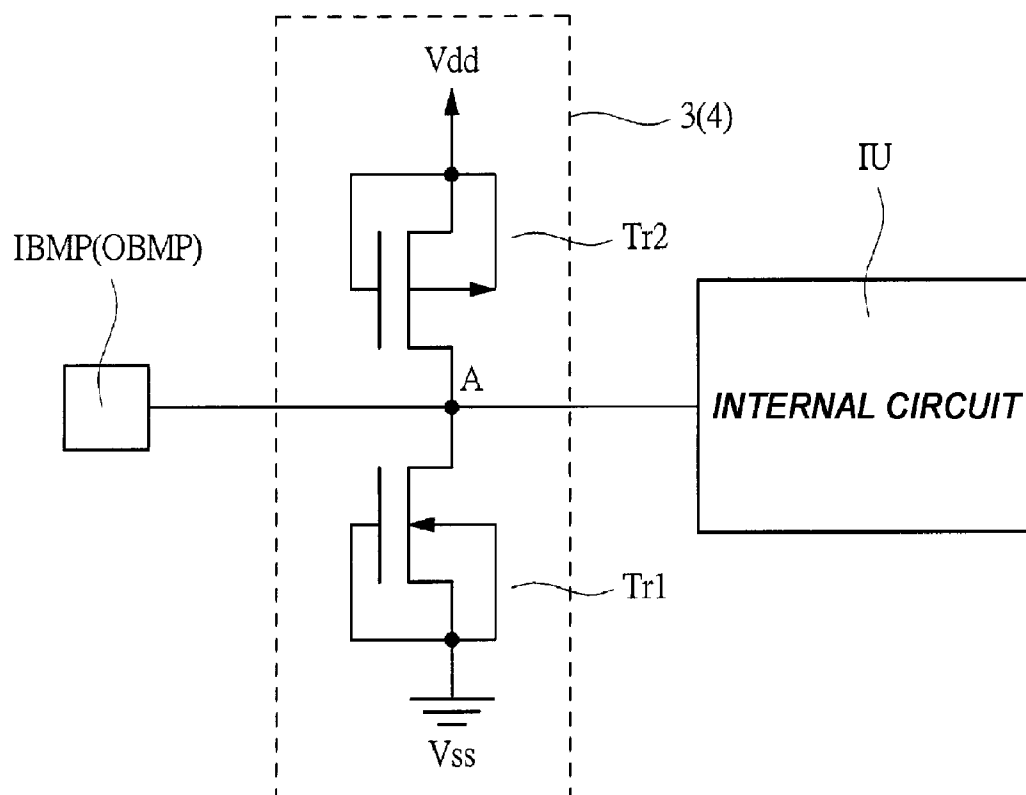 Vdd
3(4)
IU
Tr2
IBMP(OBMP)
A
INTERNAL CIRCUIT
Tr1
Vss